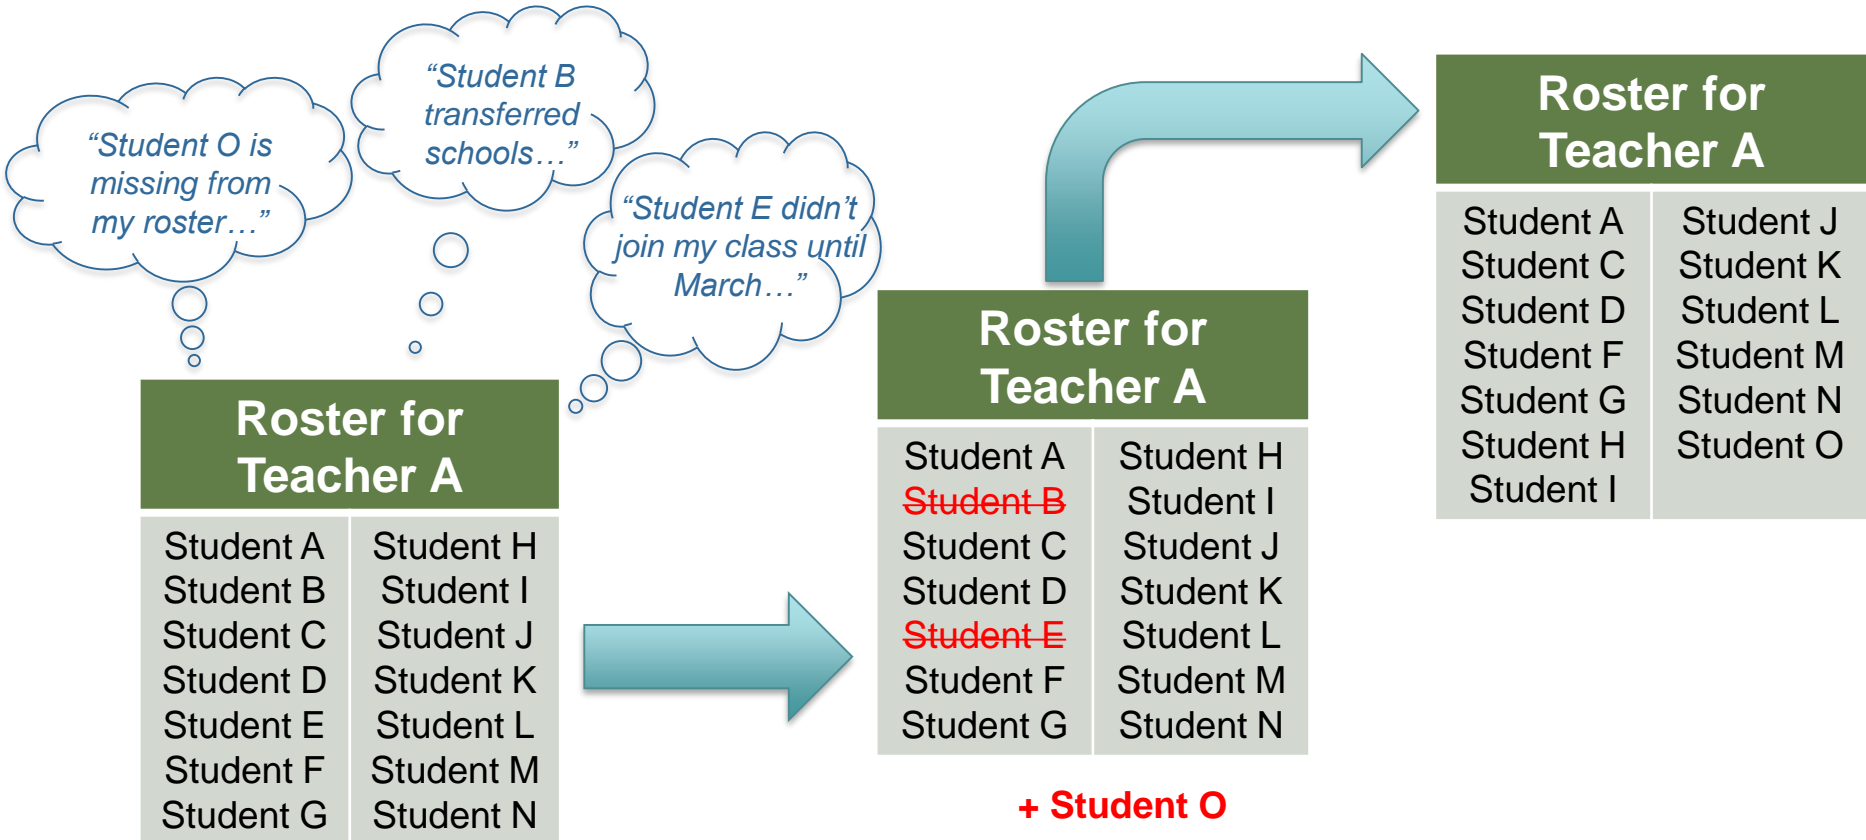 “Student O is
missing from
my roster…”
“Student B
transferred
schools…”
“Student E didn’t
join my class until
March…”
Roster for
Teacher A
Student A
Student B
Student C
Student D
Student E
Student F
Student G
Student H
Student I
Student J
Student K
Student L
Student M
Student N
Roster for
Teacher A
Student A
Student B
Student C
Student D
Student E
Student F
Student G
Student H
Student I
Student J
Student K
Student L
Student M
Student N
+ Student O
Roster for
Teacher A
Student A
Student C
Student D
Student F
Student G
Student H
Student I
Student J
Student K
Student L
Student M
Student N
Student O